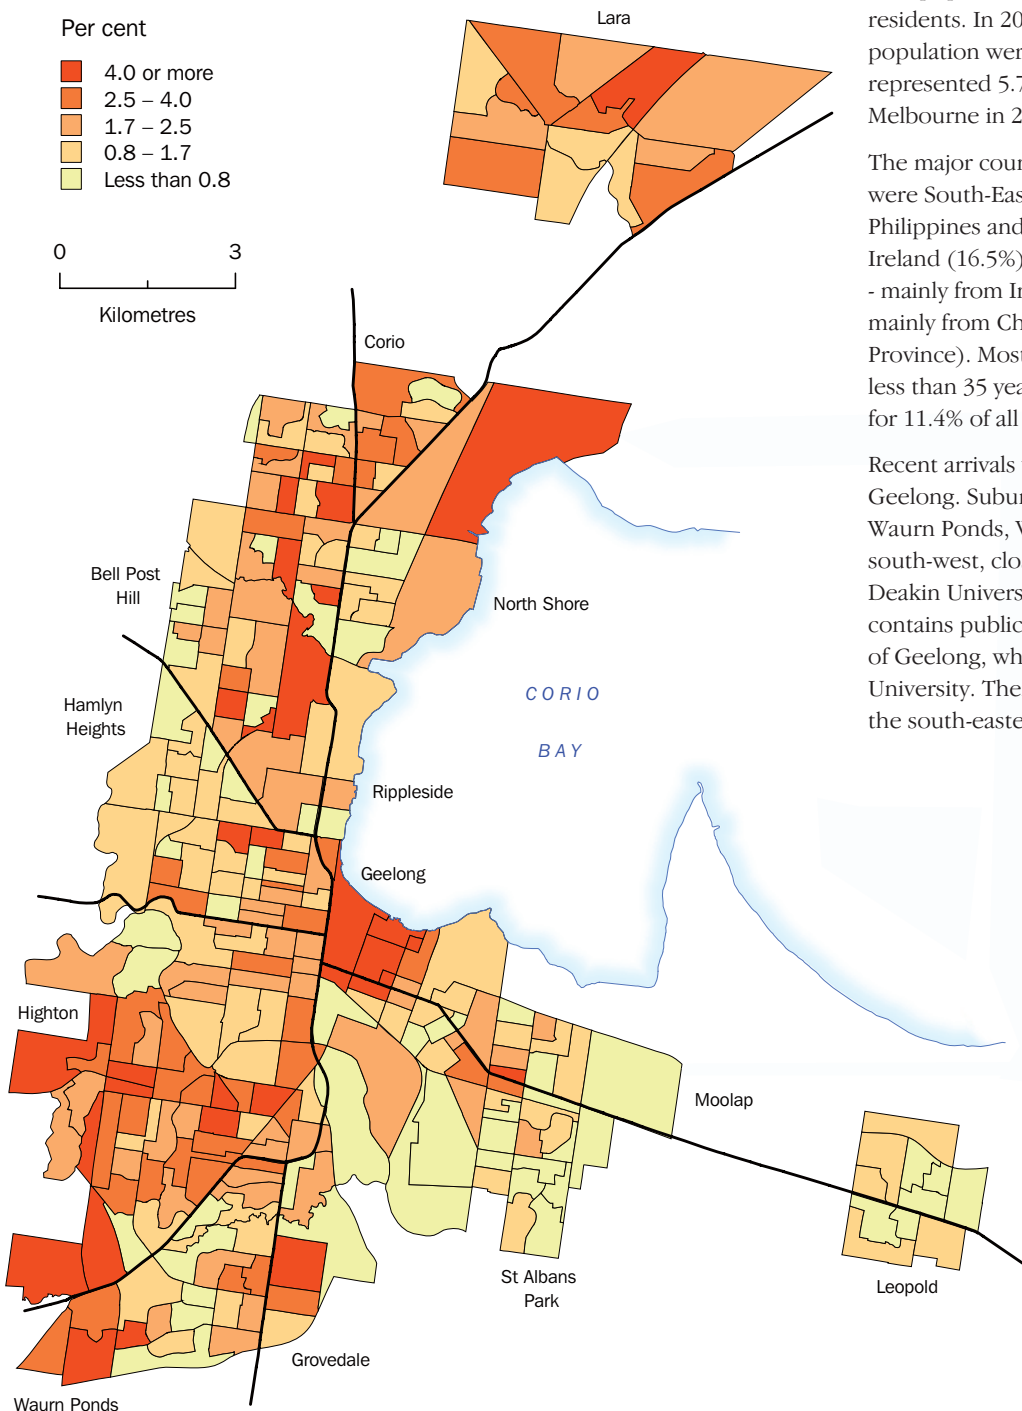 Per cent
4.0 or more
2.5 – 4.0
1.7 – 2.5
0.8 – 1.7
Less than 0.8
0 3
Kilometres
Lara
Corio
Bell Post
Hill
North Shore
Hamlyn
Heights
CORIO
BAY
Rippleside
Geelong
Highton
Moolap
St Albans
Park
Leopold
Grovedale
Waurn Ponds
residents. In 20
population wer
represented 5.7
Melbourne in 2
The major coun
were South-Eas
Philippines and
Ireland (16.5%)
- mainly from In
mainly from Ch
Province). Most
less than 35 yea
for 11.4% of all
Recent arrivals
Geelong. Subur
Waurn Ponds, V
south-west, clos
Deakin Univers
contains public
of Geelong, wh
University. The
the south-easte